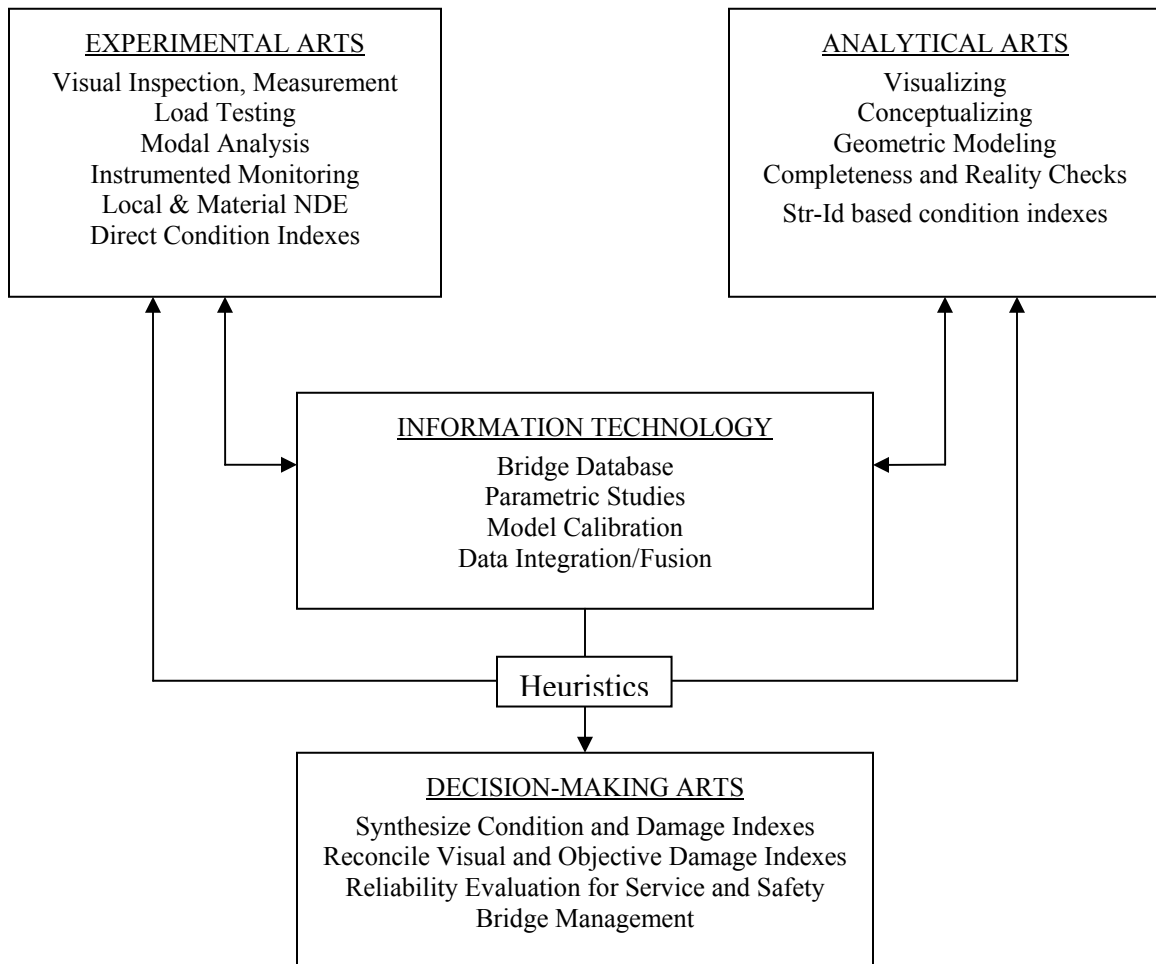 EXPERIMENTAL ARTS
Visual Inspection, Measurement
Load Testing
Modal Analysis
Instrumented Monitoring
Local & Material NDE
Direct Condition Indexes
ANALYTICAL ARTS
Visualizing
Conceptualizing
Geometric Modeling
Completeness and Reality Checks
Str-Id based condition indexes
INFORMATION TECHNOLOGY
Bridge Database
Parametric Studies
Model Calibration
Data Integration/Fusion
Heuristics
DECISION-MAKING ARTS
Synthesize Condition and Damage Indexes
Reconcile Visual and Objective Damage Indexes
Reliability Evaluation for Service and Safety
Bridge Management